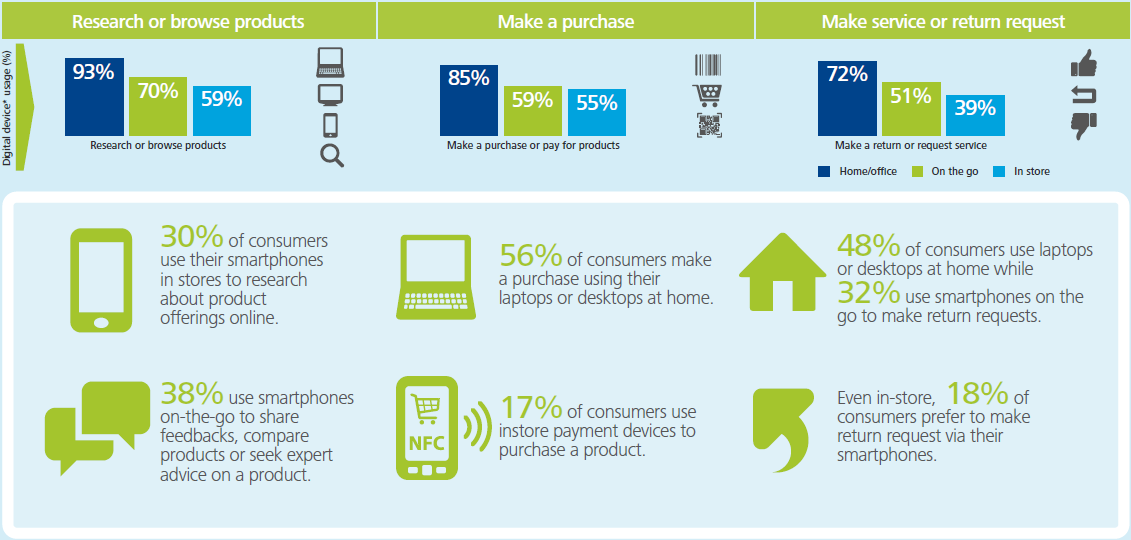 Research or browse products
Make a purchase
Make service or return request
Digital device* usage (%)
93%
70%
59%
Research or browse products
85%
59%
55%
Make a purchase or pay for products
72%
51%
39%
Make a return or request service
Home/office
On the go
In store
30% of consumers
use their smartphones
in stores to research
about product
offerings online.
56% of consumers make
a purchase using their
laptops or desktops at home.
48% of consumers use laptops
or desktops at home while
32% use smartphones on the
go to make return requests.
38% use smartphones
on-the-go to share
feedbacks, compare
products or seek expert
advice on a product.
NFC
17% of consumers use
instore payment devices to
purchase a product.
Even in-store, 18% of
consumers prefer to make
return request via their
smartphones.